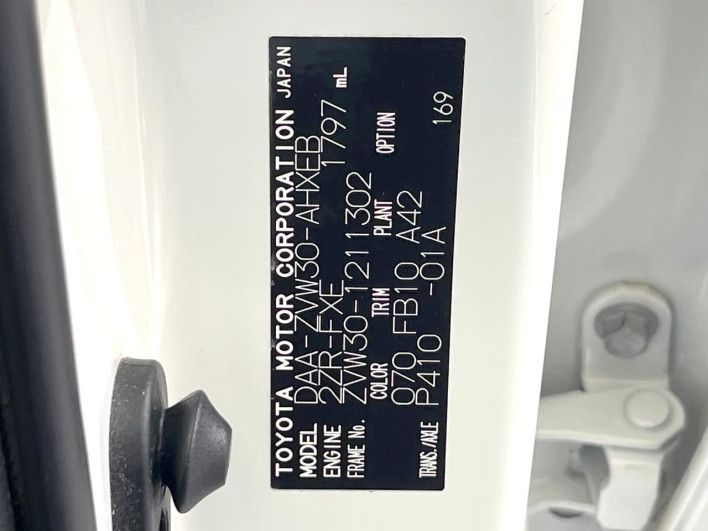 TOYOTA MOTOR CORPORATION JAPAN
MODEL DAA-ZVW30-AHXEB
ENGINE 2ZR-FXE 1797 mL
FRAME No. ZVW30-1211302
COLOR TRIM PLANT OPTION
070 FB10 A42
TRANS./AXLE P410 -01A 169